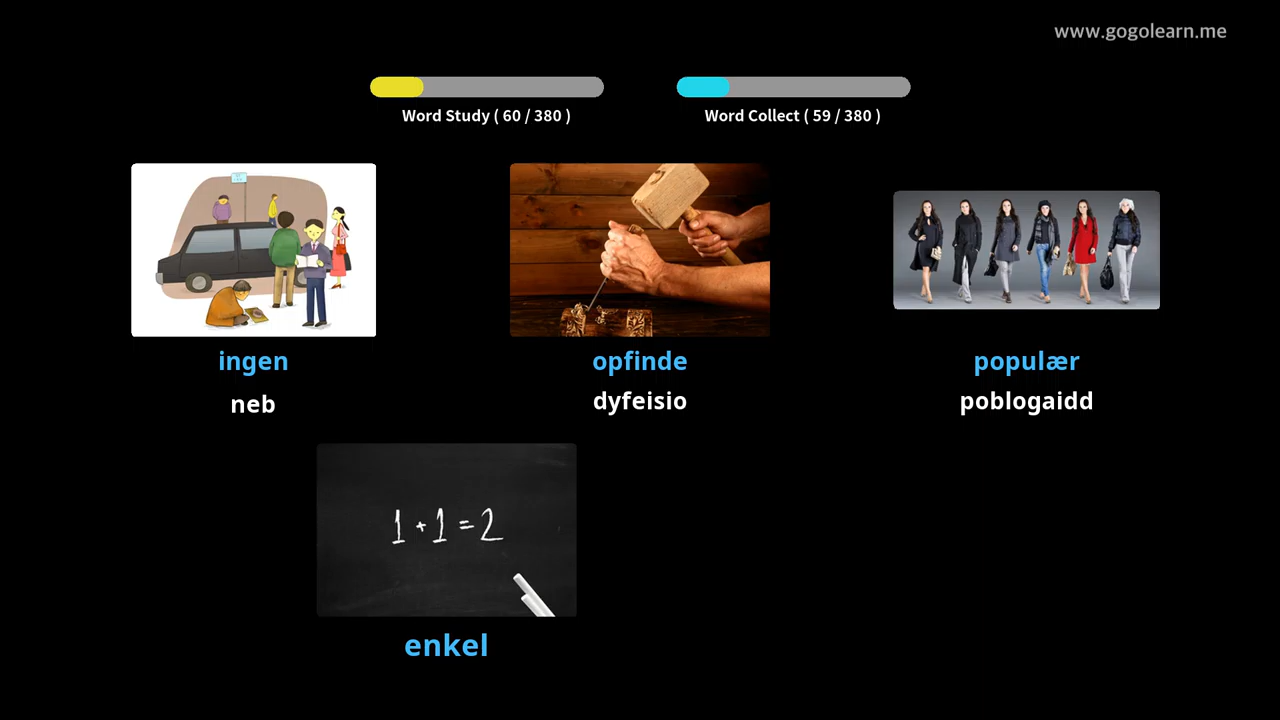 www.gogolearn.me
Word Study ( 60 / 380 )
Word Collect ( 59 / 380 )
ingen
opfinde
populær
neb
dyfeisio
poblogaidd
1 + 1 = 2
enkel